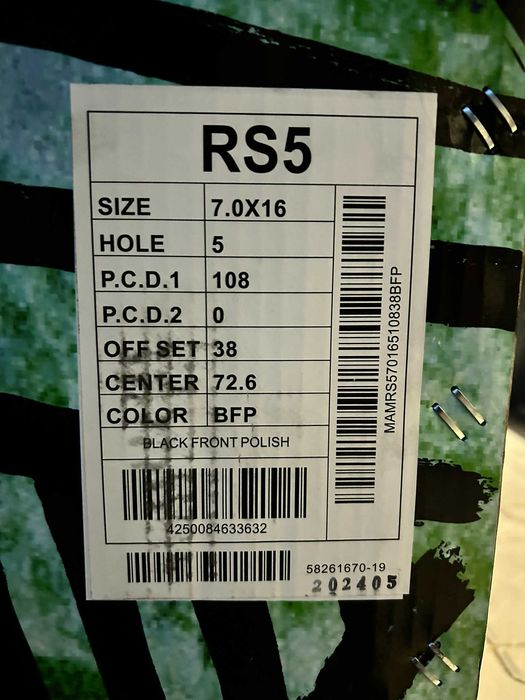 RS5
SIZE 7.0X16
HOLE 5
P.C.D.1 108
P.C.D.2 0
OFF SET 38
CENTER 72.6
COLOR BFP
BLACK FRONT POLISH
4250084633632
MAMRS57016510838BFP
58261670-19
202405